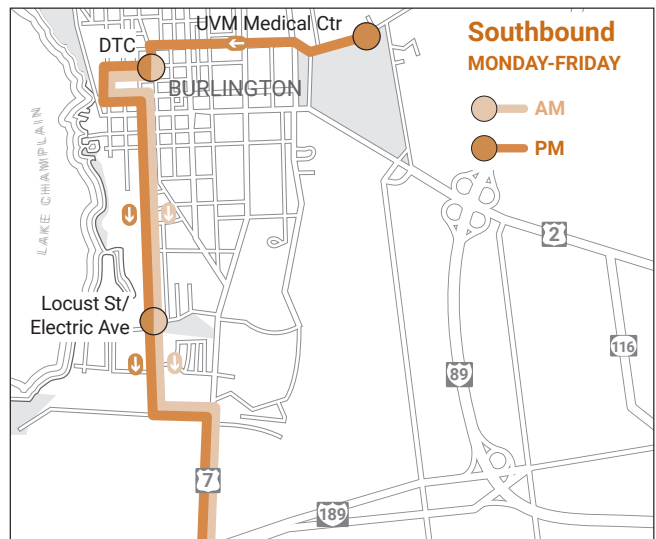 UVM Medical Ctr
DTC
BURLINGTON
Southbound
MONDAY-FRIDAY
AM
PM
LAKE CHAMPLAIN
2
Locust St/
Electric Ave
116
89
7
189